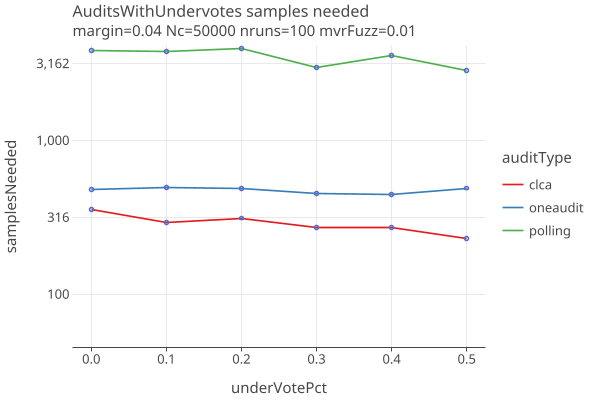 AuditsWithUndervotes samples needed
margin=0.04 Nc=50000 nruns=100 mvrFuzz=0.01
3,162
1,000
316
100
samplesNeeded
0.0 0.1 0.2 0.3 0.4 0.5
underVotePct
auditType
clca
oneaudit
polling